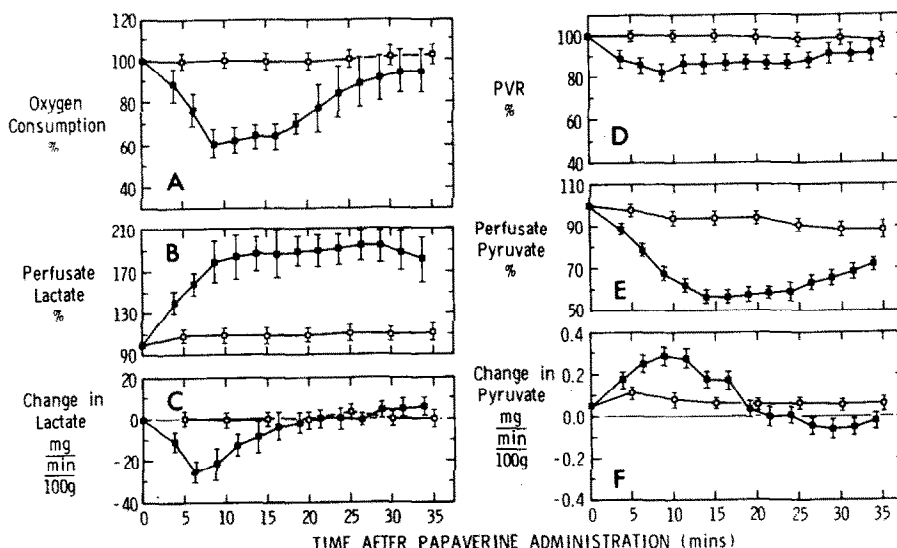 120
100
80
60
40
Oxygen
Consumption
%
A
210
170
130
90
Perfusate
Lactate
%
B
20
0
-20
-40
Change in
Lactate
mg
min
100g
C
0 5 10 15 20 25 30 35
100
80
60
40
PVR
%
D
110
90
70
50
Perfusate
Pyruvate
%
E
0.4
0.2
0.0
-0.2
-0.4
Change in
Pyruvate
mg
min
100g
F
0 5 10 15 20 25 30 35
TIME AFTER PAPAVERINE ADMINISTRATION (mins)